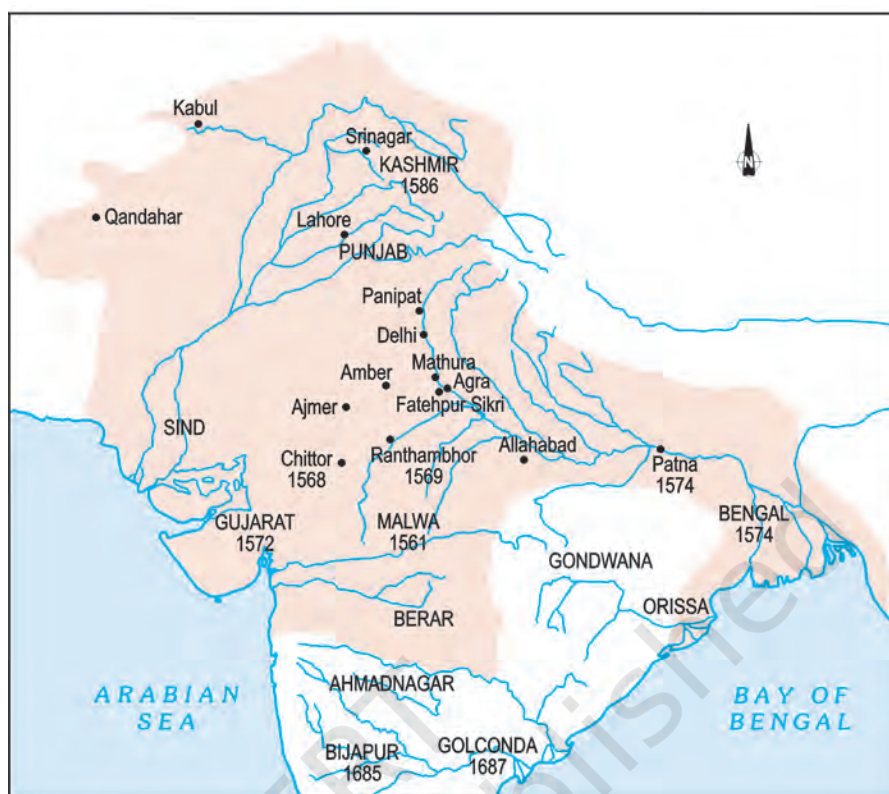 Kabul
Srinagar
KASHMIR
1586
Qandahar
Lahore
PUNJAB
N
Panipat
Delhi
Mathura
Amber
Agra
Ajmer
Fatehpur Sikri
SIND
Ranthambhor
1569
Allahabad
Chittor
1568
Patna
1574
GUJARAT
1572
MALWA
1561
BENGAL
1574
GONDWANA
ORISSA
BERAR
AHMADNAGAR
ARABIAN
SEA
BAY OF
BENGAL
BIJAPUR
1685
GOLCONDA
1687